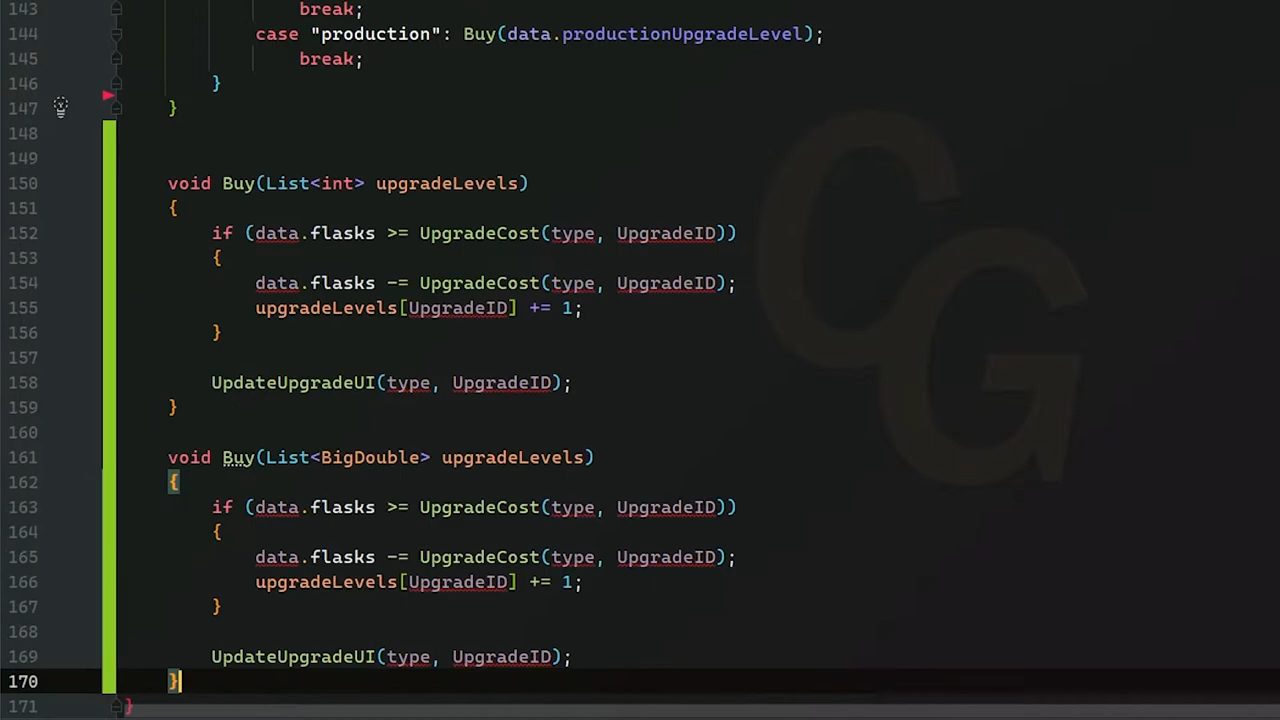 143 break;
144 case "production": Buy(data.productionUpgradeLevel);
145 break;
146 }
147 }
148
149
150 void Buy(List<int> upgradeLevels)
151 {
152 if (data.flasks >= UpgradeCost(type, UpgradeID))
153 {
154 data.flasks -= UpgradeCost(type, UpgradeID);
155 upgradeLevels[UpgradeID] += 1;
156 }
157
158 UpdateUpgradeUI(type, UpgradeID);
159 }
160
161 void Buy(List<BigDouble> upgradeLevels)
162 {
163 if (data.flasks >= UpgradeCost(type, UpgradeID))
164 {
165 data.flasks -= UpgradeCost(type, UpgradeID);
166 upgradeLevels[UpgradeID] += 1;
167 }
168
169 UpdateUpgradeUI(type, UpgradeID);
170 }
171 }
CG